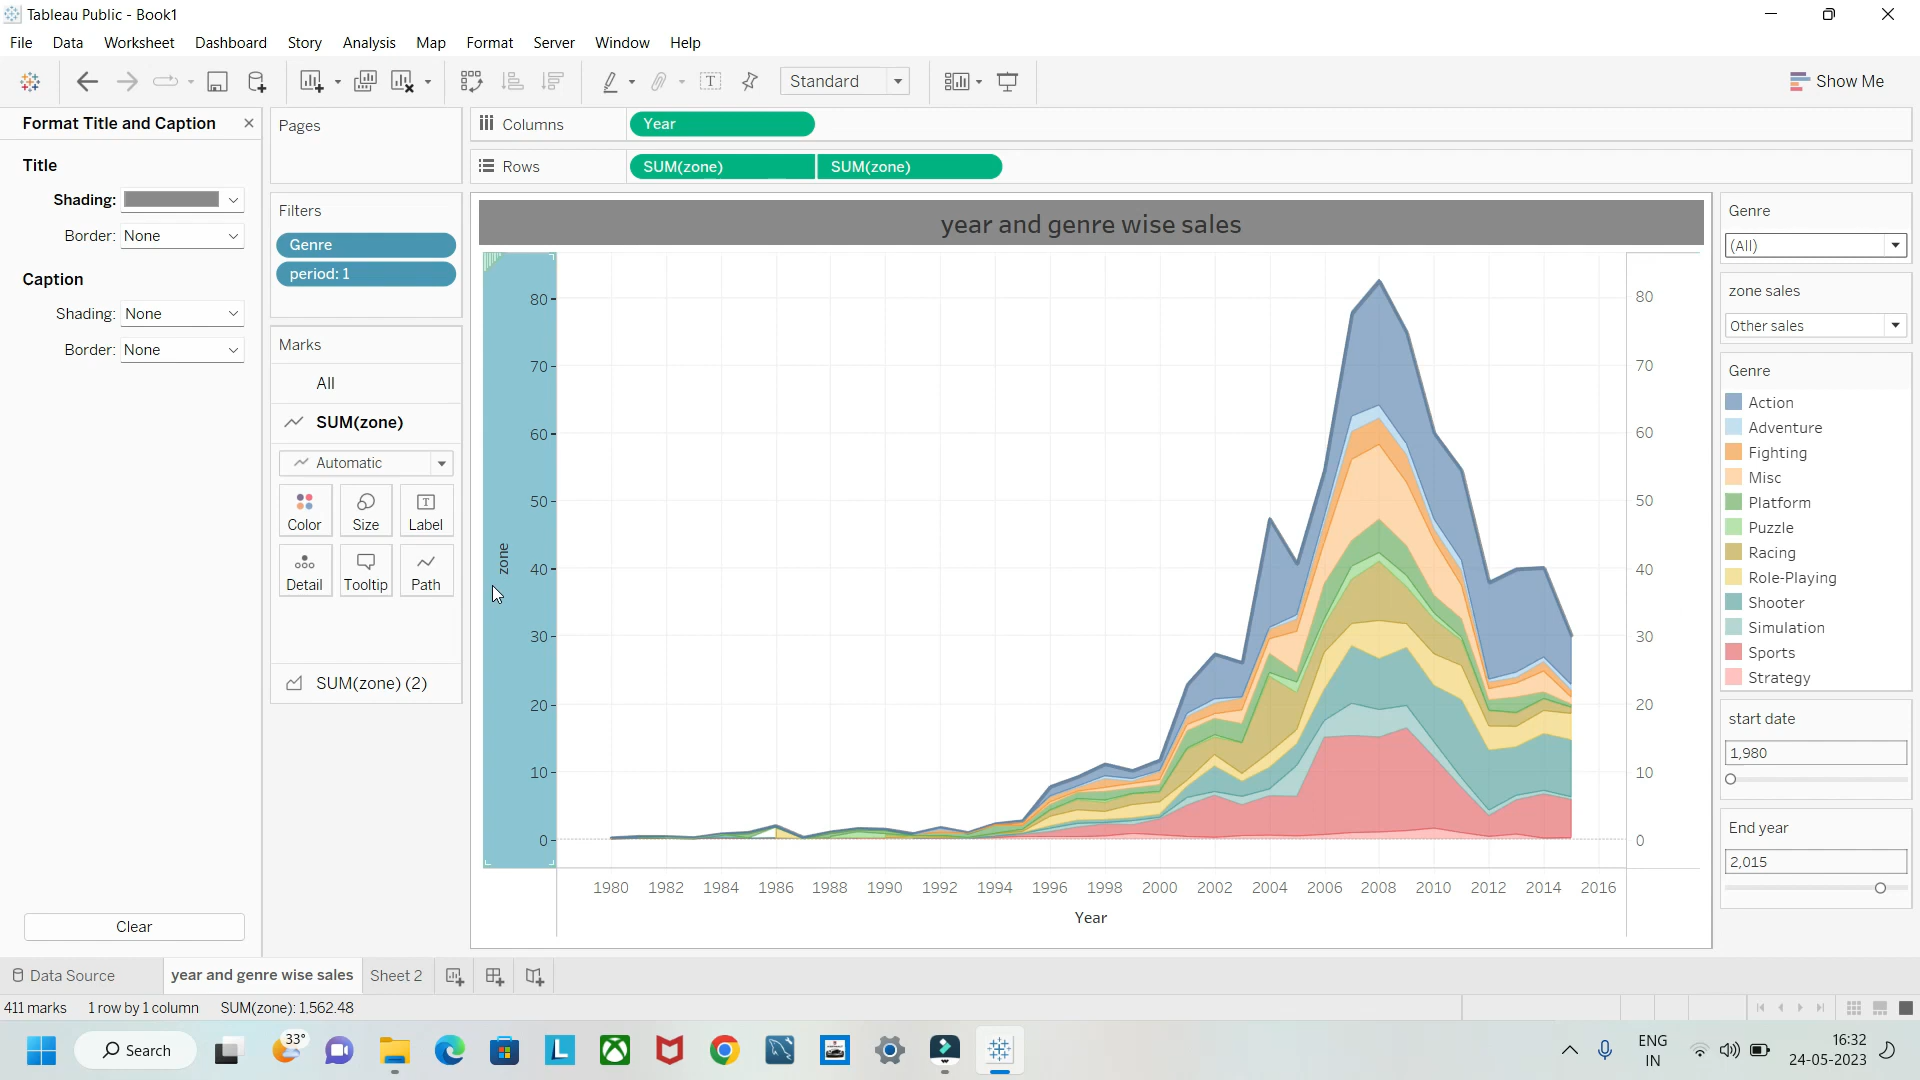 Tableau Public - Book1
File Data Worksheet Dashboard Story Analysis Map Format Server Window Help
Standard
Show Me
Format Title and Caption
Title
Shading:
Border: None
Caption
Shading: None
Border: None
Clear
Pages
Filters
Genre
period: 1
Marks
All
SUM(zone)
Automatic
Color Size Label
Detail Tooltip Path
SUM(zone) (2)
Columns Year
Rows SUM(zone) SUM(zone)
year and genre wise sales
zone
80
70
60
50
40
30
20
10
0
80
70
60
50
40
30
20
10
0
1980 1982 1984 1986 1988 1990 1992 1994 1996 1998 2000 2002 2004 2006 2008 2010 2012 2014 2016
Year
Genre
(All)
zone sales
Other sales
Genre
Action
Adventure
Fighting
Misc
Platform
Puzzle
Racing
Role-Playing
Shooter
Simulation
Sports
Strategy
start date
1,980
End year
2,015
Data Source year and genre wise sales Sheet 2
411 marks 1 row by 1 column SUM(zone): 1,562.48
Search
33°
ENG
IN
16:32
24-05-2023